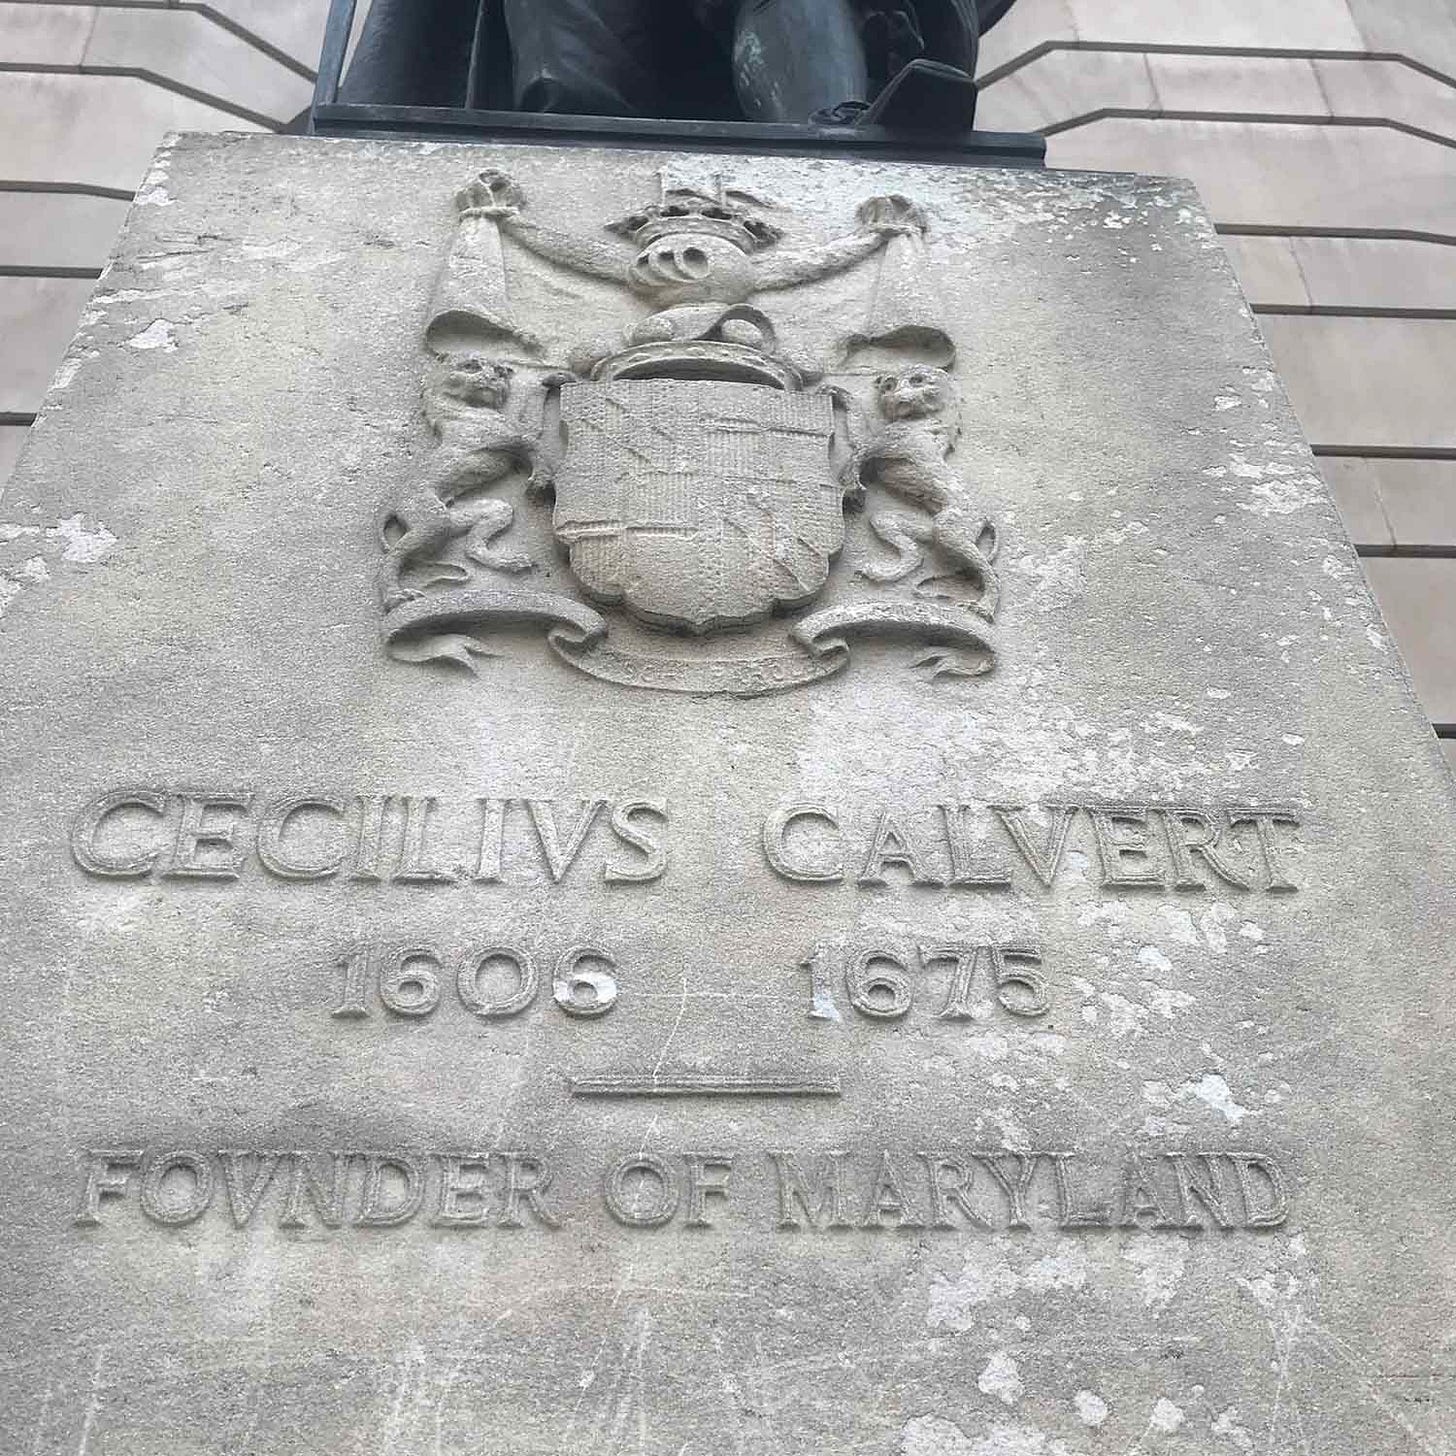 CECILIVS CALVERT
1606 1675
FOVNDER OF MARYLAND